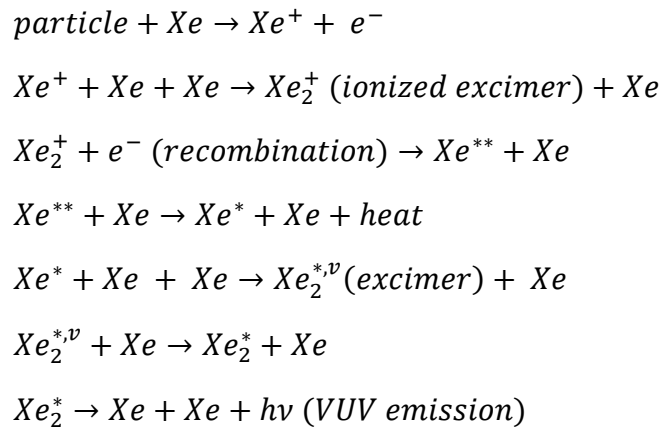 particle + Xe → Xe⁺ + e⁻
Xe⁺ + Xe + Xe → Xe₂⁺ (ionized excimer) + Xe
Xe₂⁺ + e⁻ (recombination) → Xe** + Xe
Xe** + Xe → Xe* + Xe + heat
Xe* + Xe + Xe → Xe₂*,ᵛ(excimer) + Xe
Xe₂*,ᵛ + Xe → Xe₂* + Xe
Xe₂* → Xe + Xe + hν (VUV emission)